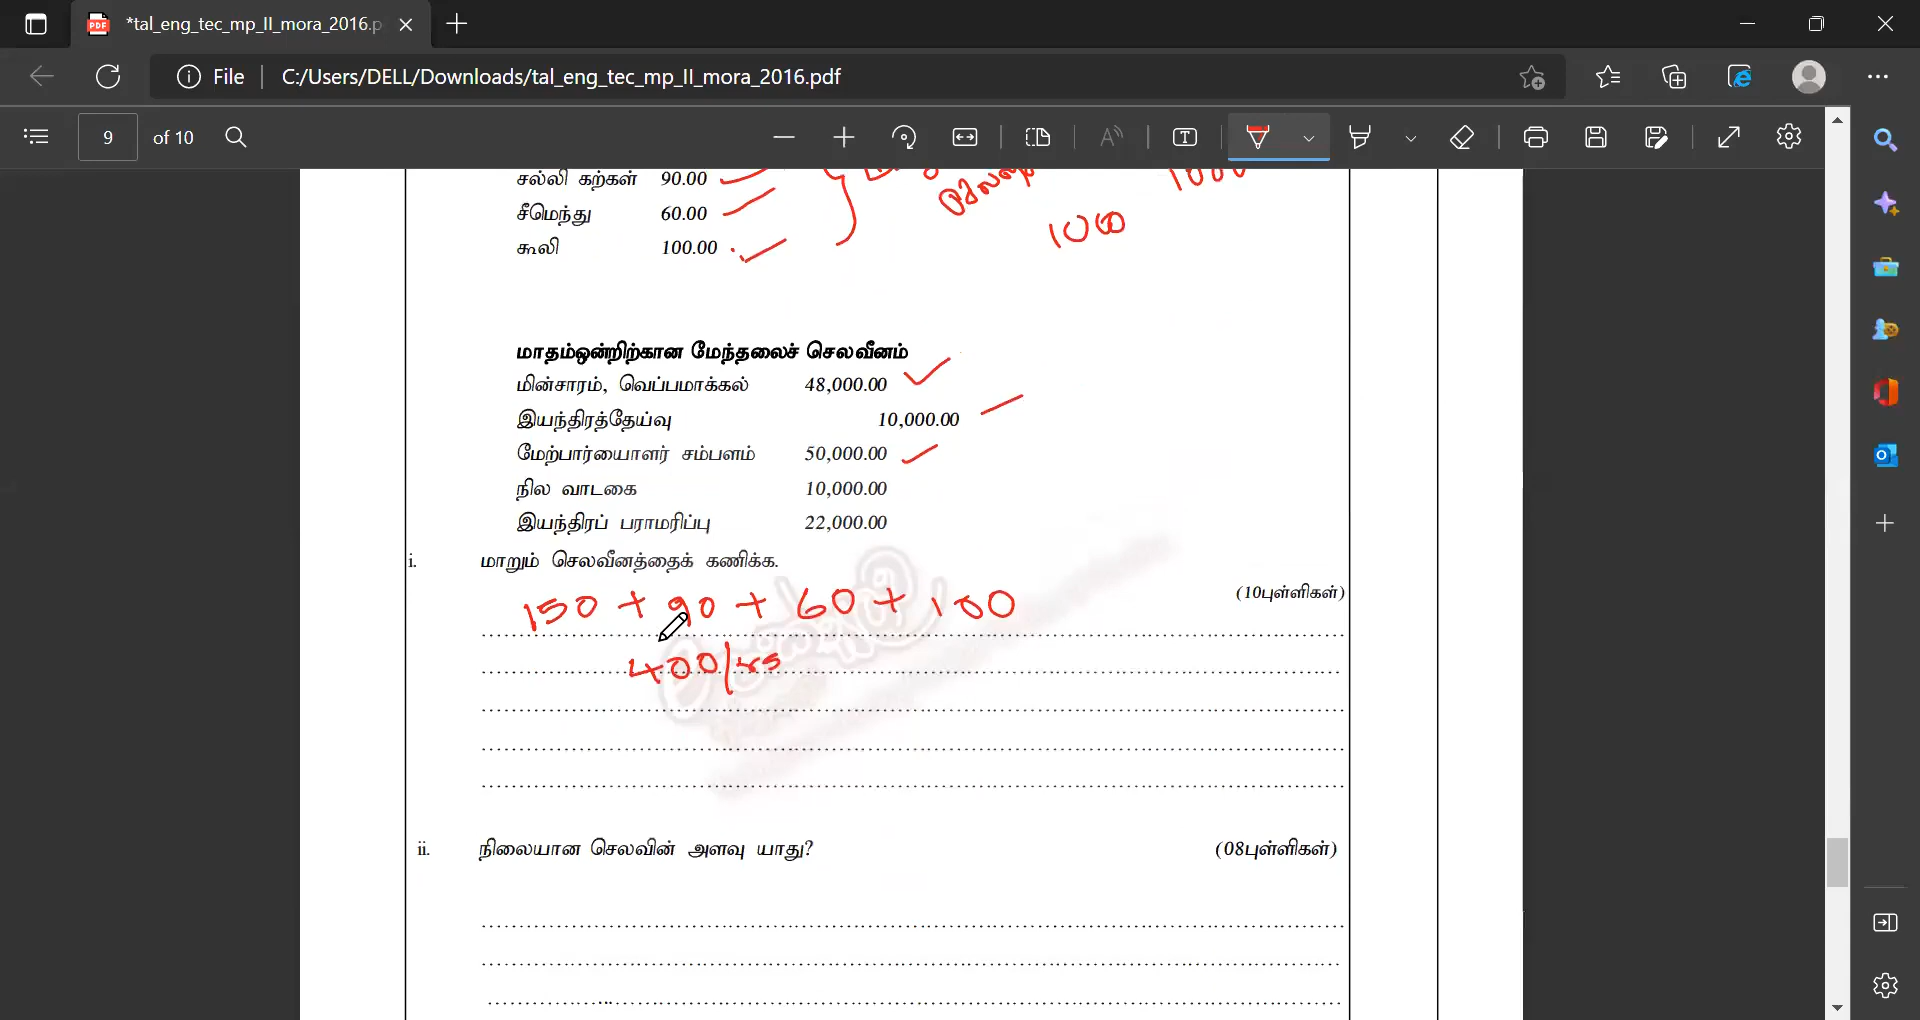 *tal_eng_tec_mp_II_mora_2016.p
File C:/Users/DELL/Downloads/tal_eng_tec_mp_II_mora_2016.pdf
9 of 10
சல்லி கற்கள் 90.00
சீமெந்து 60.00
கூலி 100.00
1000
மாதம்ஒன்றிற்கான மேந்தலைச் செலவீனம்
மின்சாரம், வெப்பமாக்கல் 48,000.00
இயந்திரத்தேய்வு 10,000.00
மேற்பார்யைாளர் சம்பளம் 50,000.00
நில வாடகை 10,000.00
இயந்திரப் பராமரிப்பு 22,000.00
i. மாறும் செலவீனத்தைக் கணிக்க.
(10புள்ளிகள்)
150 + 90 + 60 + 100
400/rs
ii. நிலையான செலவின் அளவு யாது? (08புள்ளிகள்)